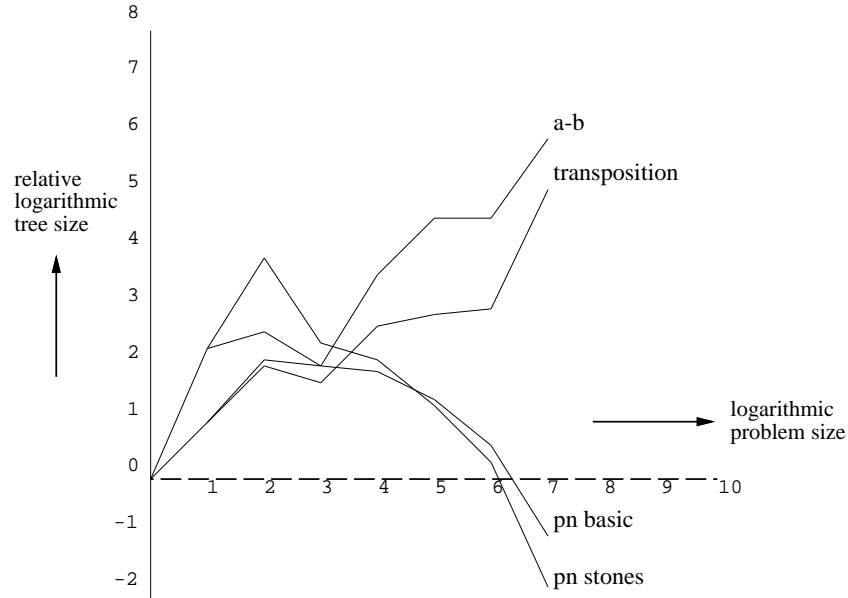 8
7
6
a-b
transposition
5
relative
logarithmic
tree size
4
3
2
1
logarithmic
problem size
0
1 2 3 4 5 6 7 8 9 10
-1
pn basic
-2
pn stones